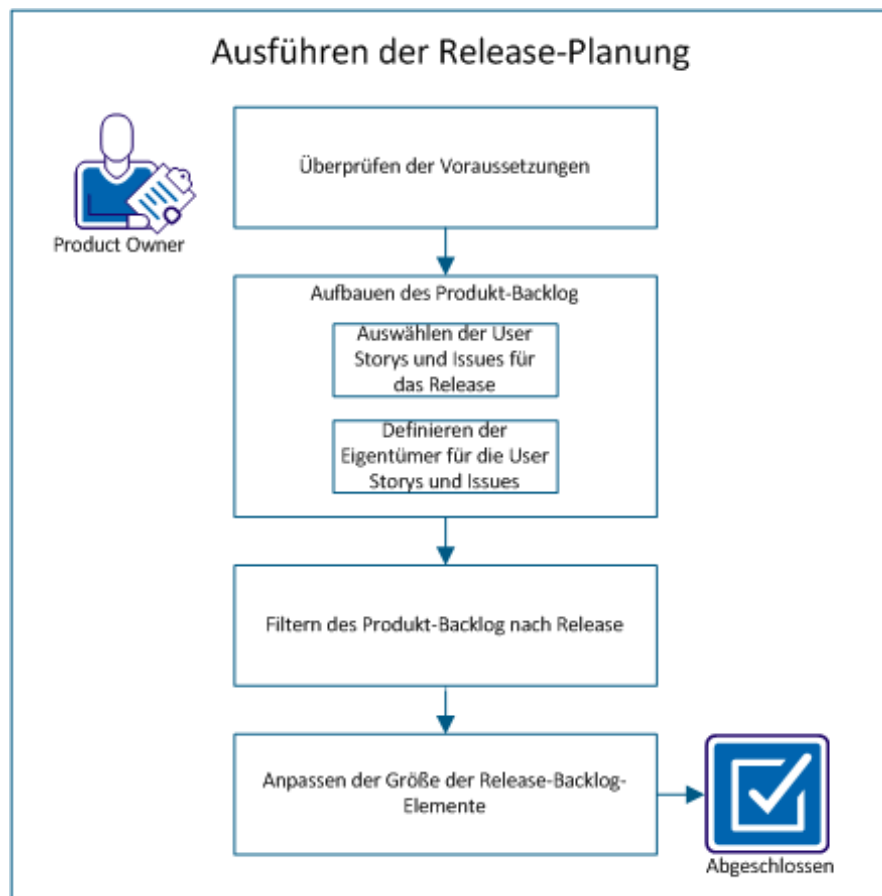 Ausführen der Release-Planung
Überprüfen der Voraussetzungen
Product Owner
Aufbauen des Produkt-Backlog
Auswählen der User
Storys und Issues für
das Release
Definieren der
Eigentümer für die User
Storys und Issues
Filtern des Produkt-Backlog nach Release
Anpassen der Größe der Release-Backlog-
Elemente
Abgeschlossen